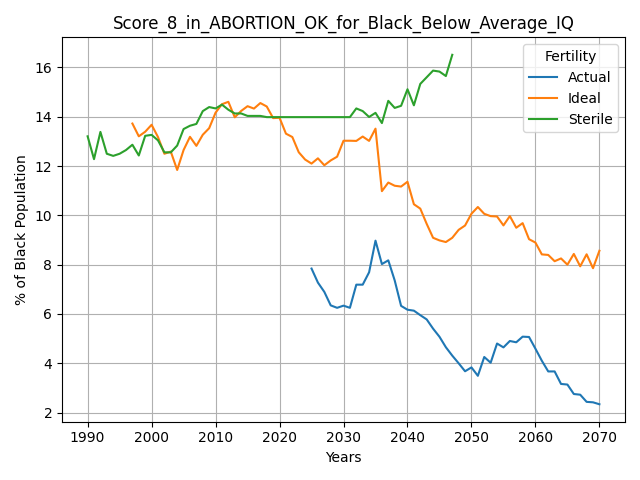 Score_8_in_ABORTION_OK_for_Black_Below_Average_IQ
% of Black Population
16
14
12
10
8
6
4
2
Fertility
Actual
Ideal
Sterile
1990 2000 2010 2020 2030 2040 2050 2060 2070
Years